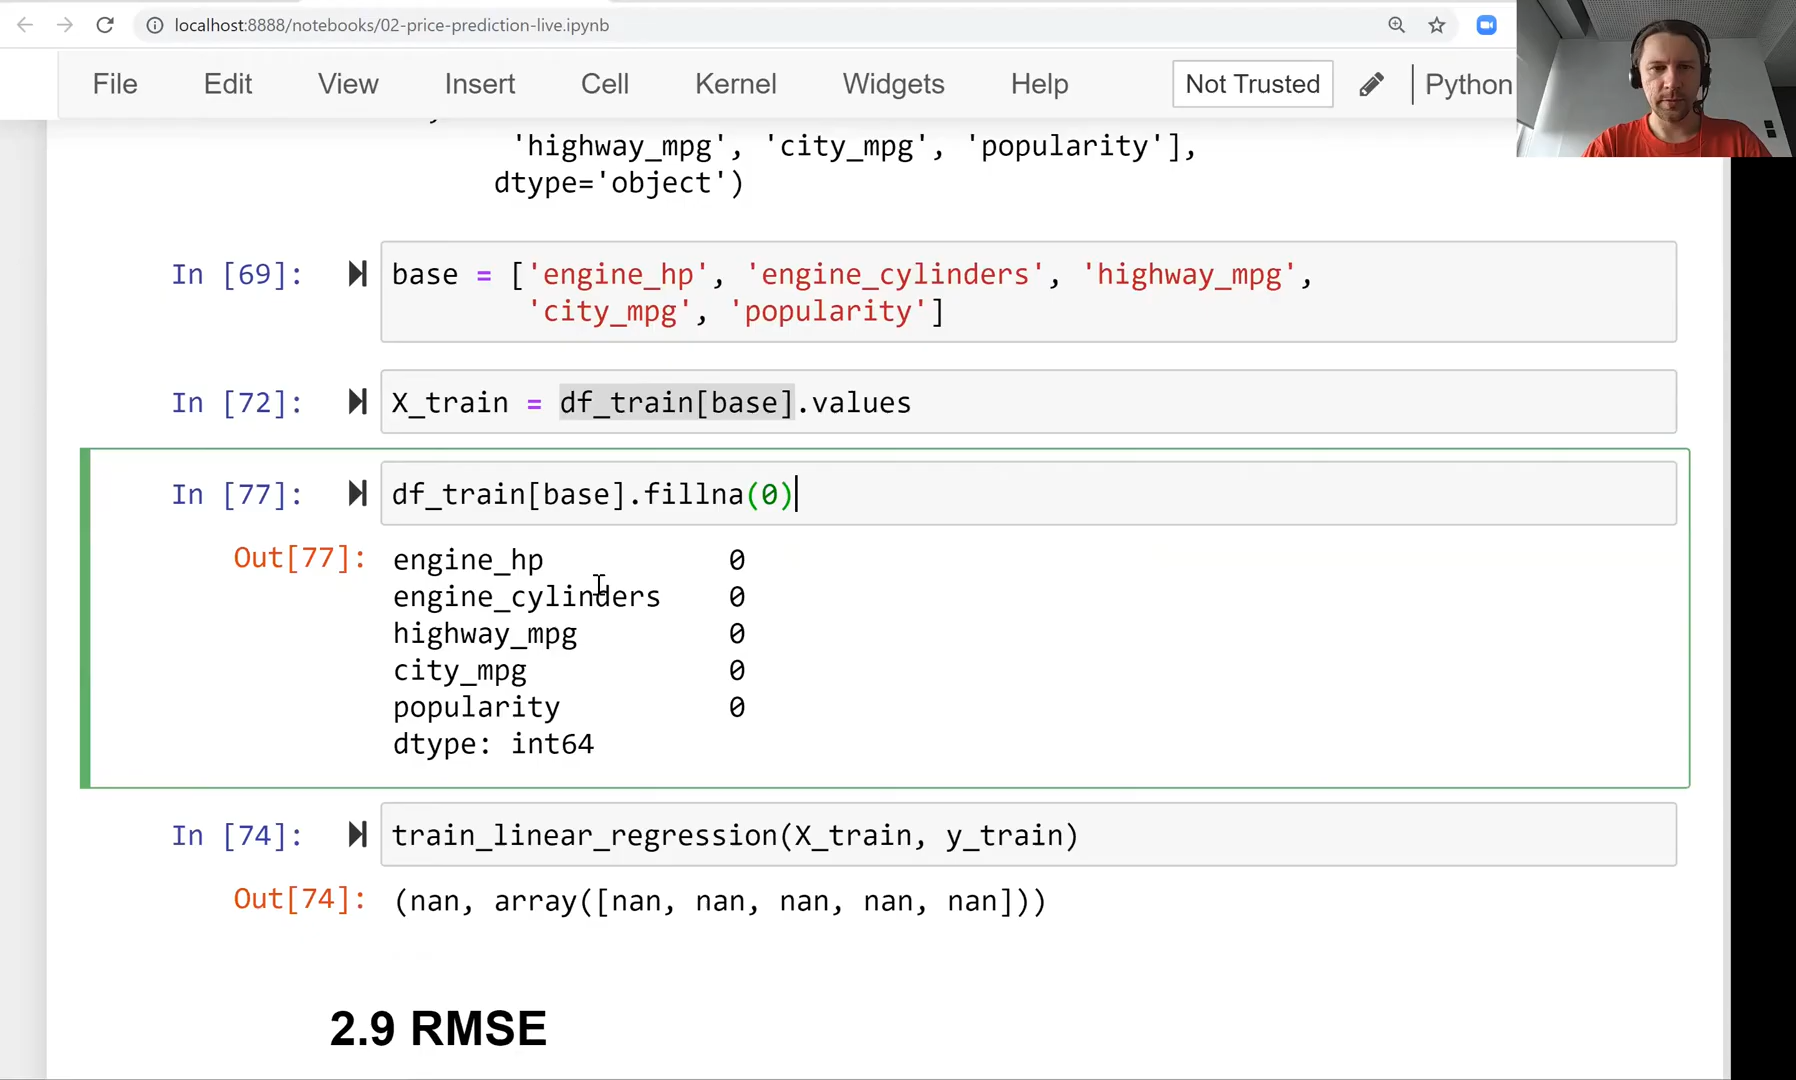 localhost:8888/notebooks/02-price-prediction-live.ipynb
File Edit View Insert Cell Kernel Widgets Help Not Trusted Python
'highway_mpg', 'city_mpg', 'popularity'],
dtype='object')
In [69]: base = ['engine_hp', 'engine_cylinders', 'highway_mpg',
'city_mpg', 'popularity']
In [72]: X_train = df_train[base].values
In [77]: df_train[base].fillna(0)
Out[77]: engine_hp 0
engine_cylinders 0
highway_mpg 0
city_mpg 0
popularity 0
dtype: int64
In [74]: train_linear_regression(X_train, y_train)
Out[74]: (nan, array([nan, nan, nan, nan, nan]))
2.9 RMSE